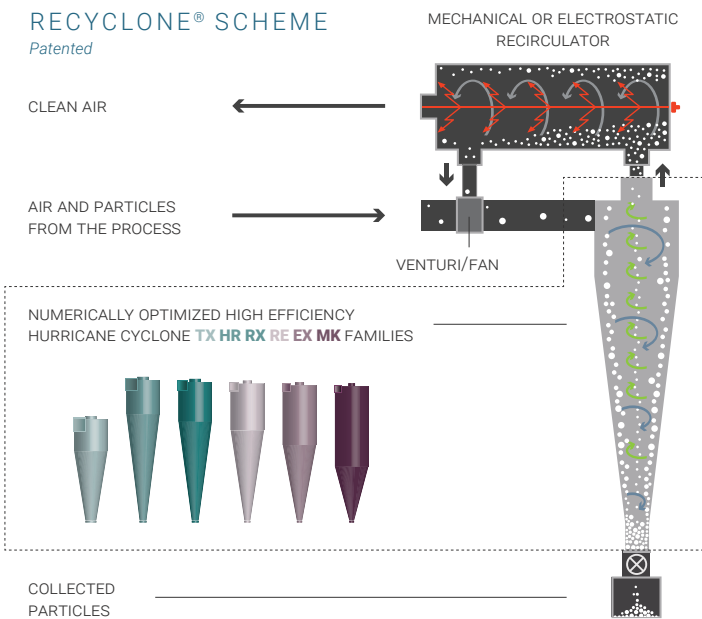 RECYCLONE® SCHEME
Patented
MECHANICAL OR ELECTROSTATIC
RECIRCULATOR
CLEAN AIR
AIR AND PARTICLES
FROM THE PROCESS
VENTURI/FAN
NUMERICALLY OPTIMIZED HIGH EFFICIENCY
HURRICANE CYCLONE TX HR RX RE EX MK FAMILIES
COLLECTED
PARTICLES